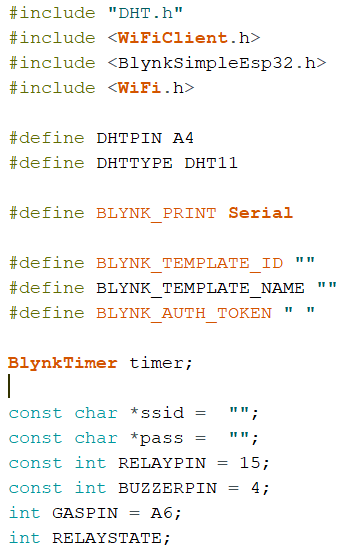 #include "DHT.h"
#include <WiFiClient.h>
#include <BlynkSimpleEsp32.h>
#include <WiFi.h>
#define DHTPIN A4
#define DHTTYPE DHT11
#define BLYNK_PRINT Serial
#define BLYNK_TEMPLATE_ID ""
#define BLYNK_TEMPLATE_NAME ""
#define BLYNK_AUTH_TOKEN " "
BlynkTimer timer;
const char *ssid =  "";
const char *pass =  "";
const int RELAYPIN = 15;
const int BUZZERPIN = 4;
int GASPIN = A6;
int RELAYSTATE;